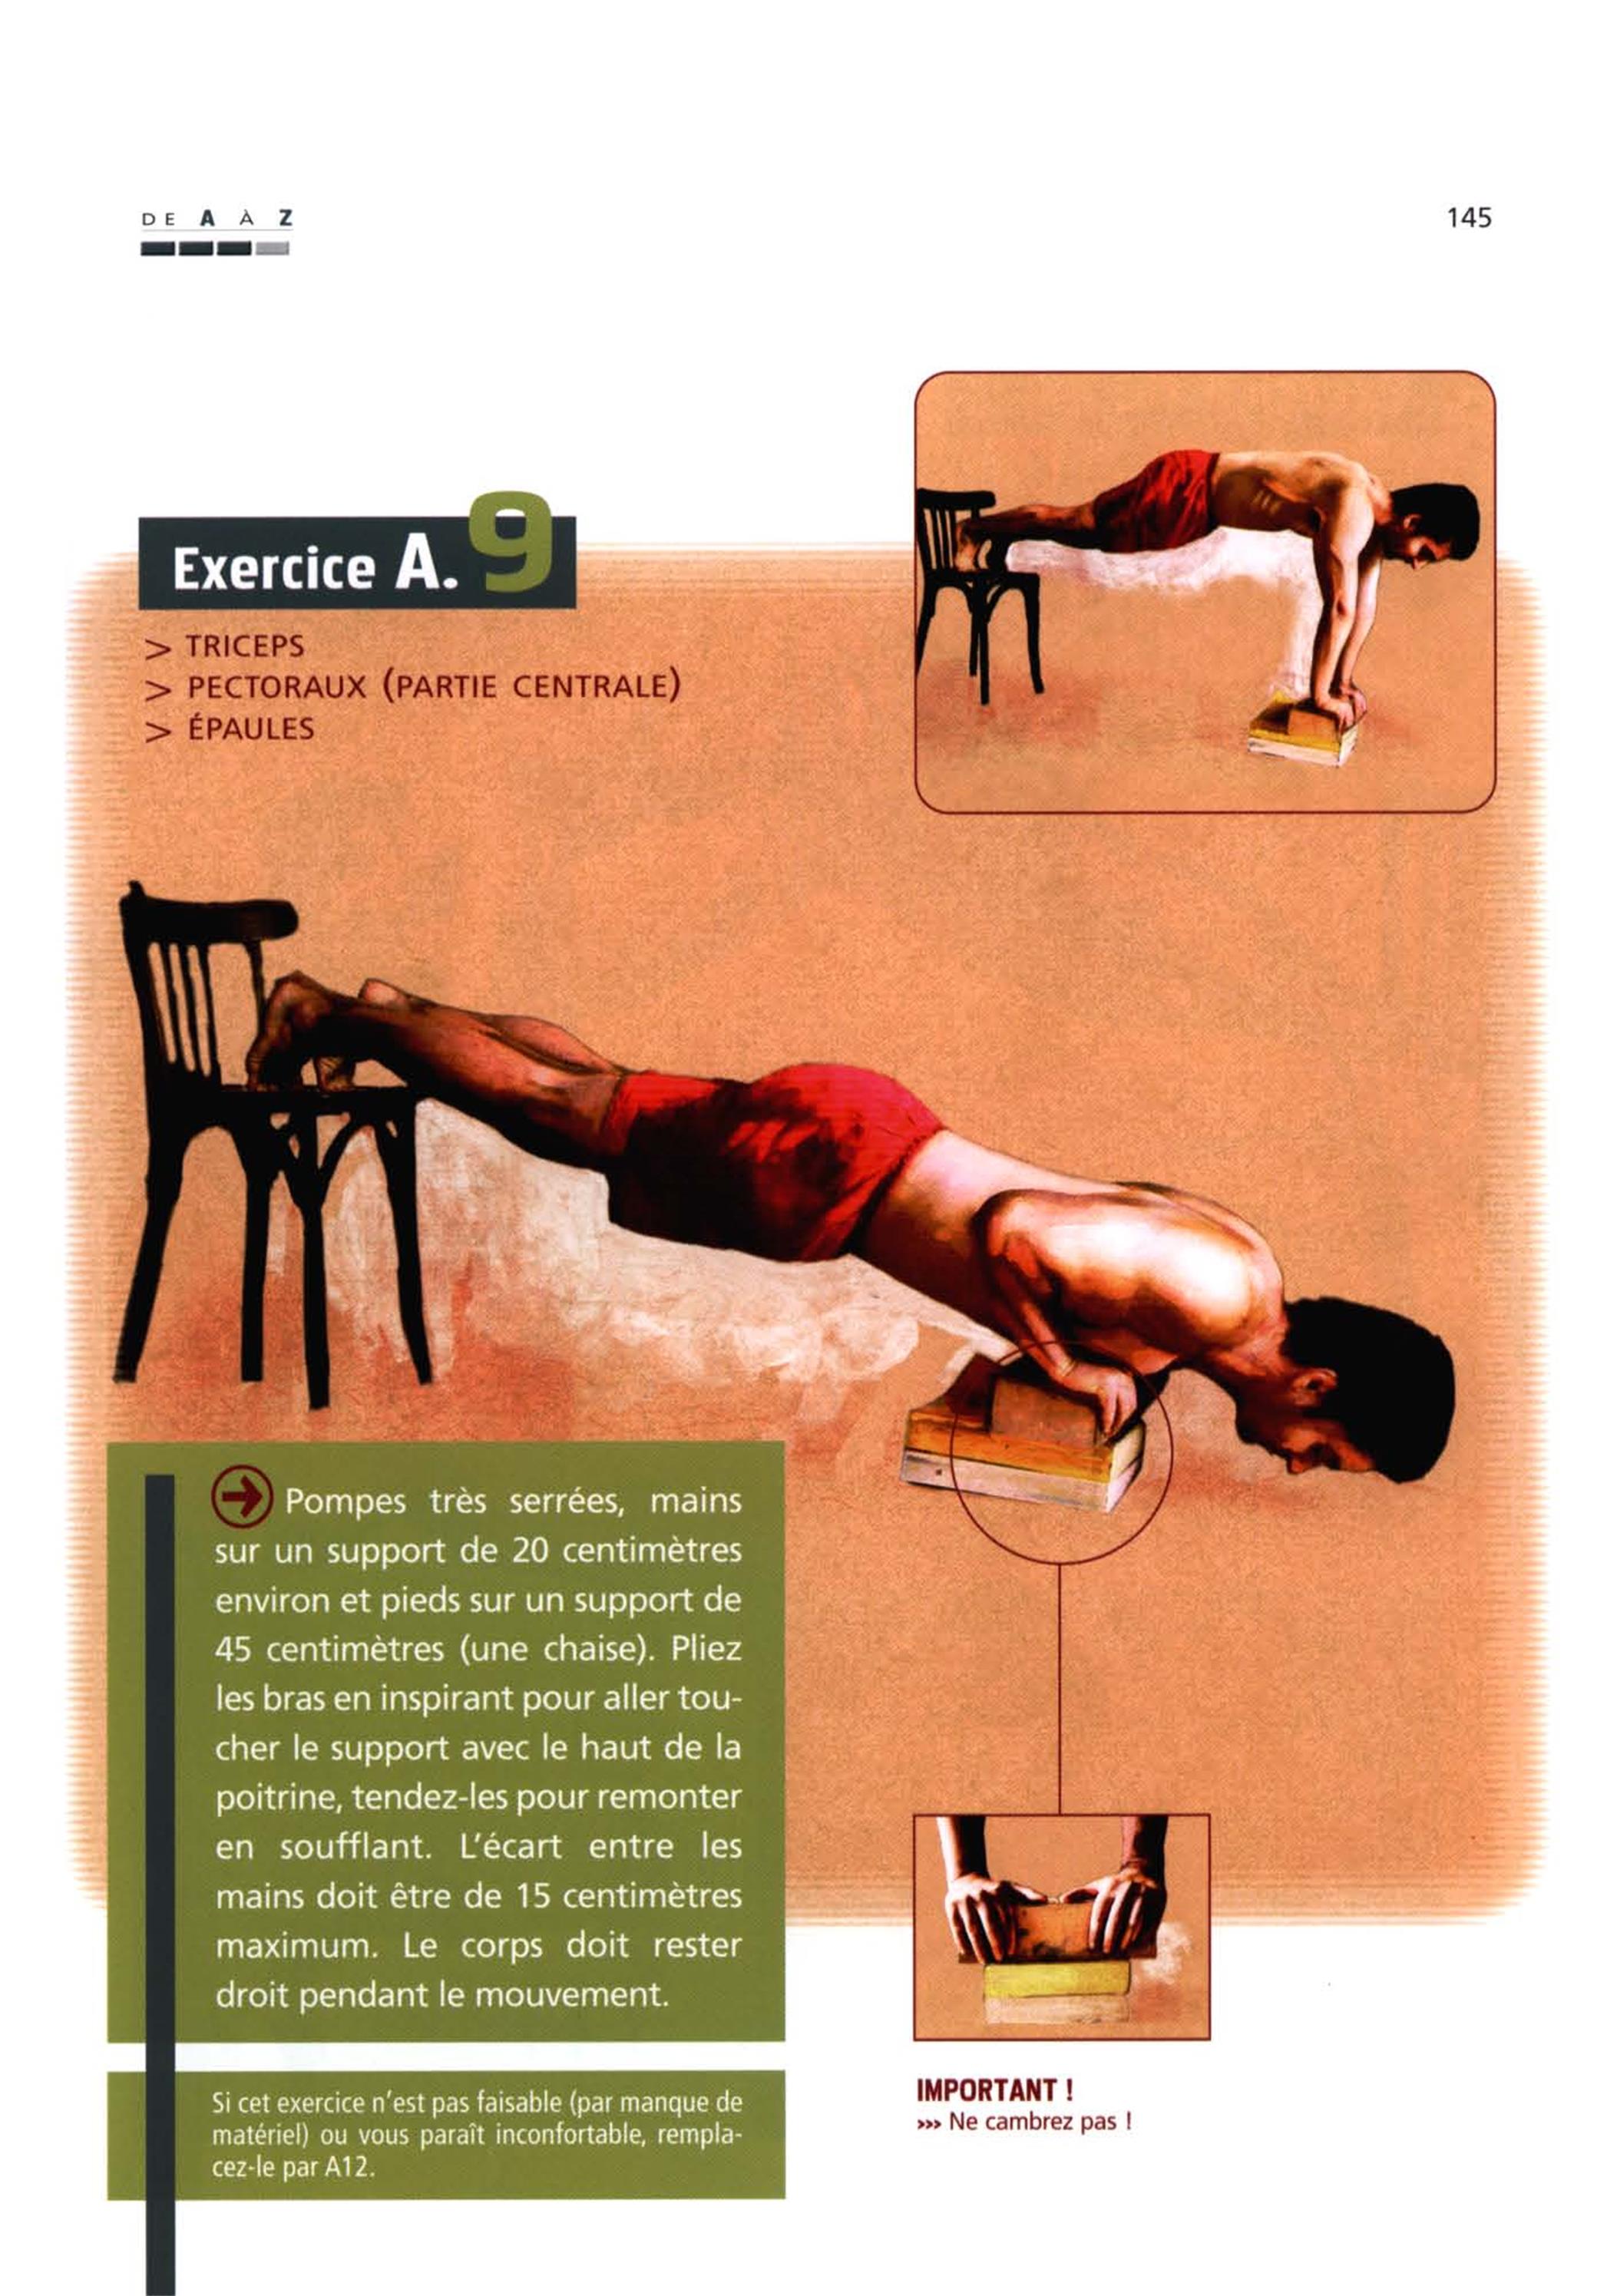 DE A À Z
145
Exercice A. 9
> TRICEPS
> PECTORAUX (PARTIE CENTRALE)
> ÉPAULES
Pompes très serrées, mains
sur un support de 20 centimètres
environ et pieds sur un support de
45 centimètres (une chaise). Pliez
les bras en inspirant pour aller tou-
cher le support avec le haut de la
poitrine, tendez-les pour remonter
en soufflant. L'écart entre les
mains doit être de 15 centimètres
maximum. Le corps doit rester
droit pendant le mouvement.
Si cet exercice n'est pas faisable (par manque de
matériel) ou vous paraît inconfortable, rempla-
cez-le par A12.
IMPORTANT !
»» Ne cambrez pas !